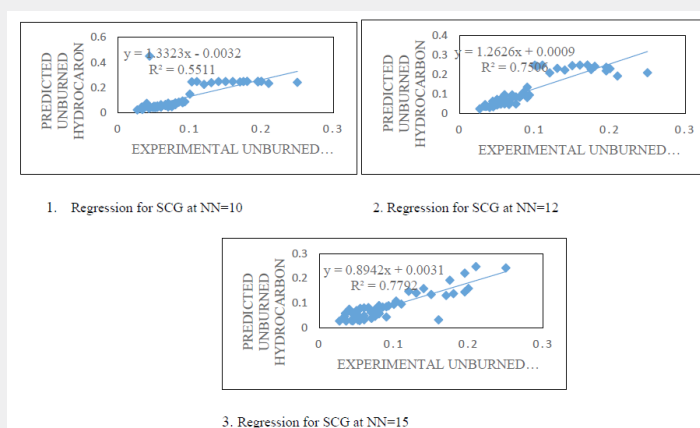 PREDICTED
UNBURNED
HYDROCARON
0.6
0.4
0.2
0
y = 1.3323x - 0.0032
R² = 0.5511
0
0.1
0.2
0.3
EXPERIMENTAL UNBURNED…
PREDICTED
UNBURNED
HYDROCARBON
0.4
0.3
0.2
0.1
0
y = 1.2626x + 0.0009
R² = 0.7506
0
0.1
0.2
0.3
EXPERIMENTAL UNBURNED…
1. Regression for SCG at NN=10
2. Regression for SCG at NN=12
PREDICTED
UNBURNED
HYDROCARBON
0.3
0.2
0.1
0
y = 0.8942x + 0.0031
R² = 0.7792
0
0.1
0.2
0.3
EXPERIMENTAL UNBURNED…
3. Regression for SCG at NN=15